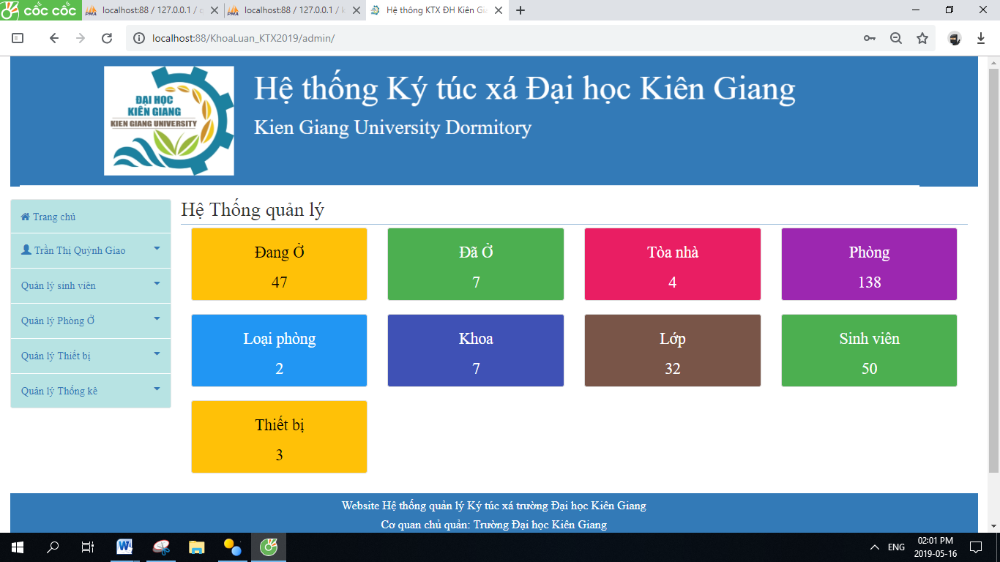 cốc cốc
localhost:88 / 127.0.0.1 /
localhost:88 / 127.0.0.1 /
Hệ thông KTX ĐH Kiên
localhost:88/KhoaLuan_KTX2019/admin/
ĐẠI HỌC
KIÊN GIANG
KIEN GIANG UNIVERSITY
Hệ thống Ký túc xá Đại học Kiên Giang
Kien Giang University Dormitory
Trang chủ
Trần Thị Quỳnh Giao
Quản lý sinh viên
Quản lý Phòng Ở
Quản lý Thiết bị
Quản lý Thống kê
Hệ Thống quản lý
Đang Ở
47
Đã Ở
7
Tòa nhà
4
Phòng
138
Loại phòng
2
Khoa
7
Lớp
32
Sinh viên
50
Thiết bị
3
Website Hệ thống quản lý Ký túc xá trường Đại học Kiên Giang
Cơ quan chủ quản: Trường Đại học Kiên Giang
ENG
02:01 PM
2019-05-16